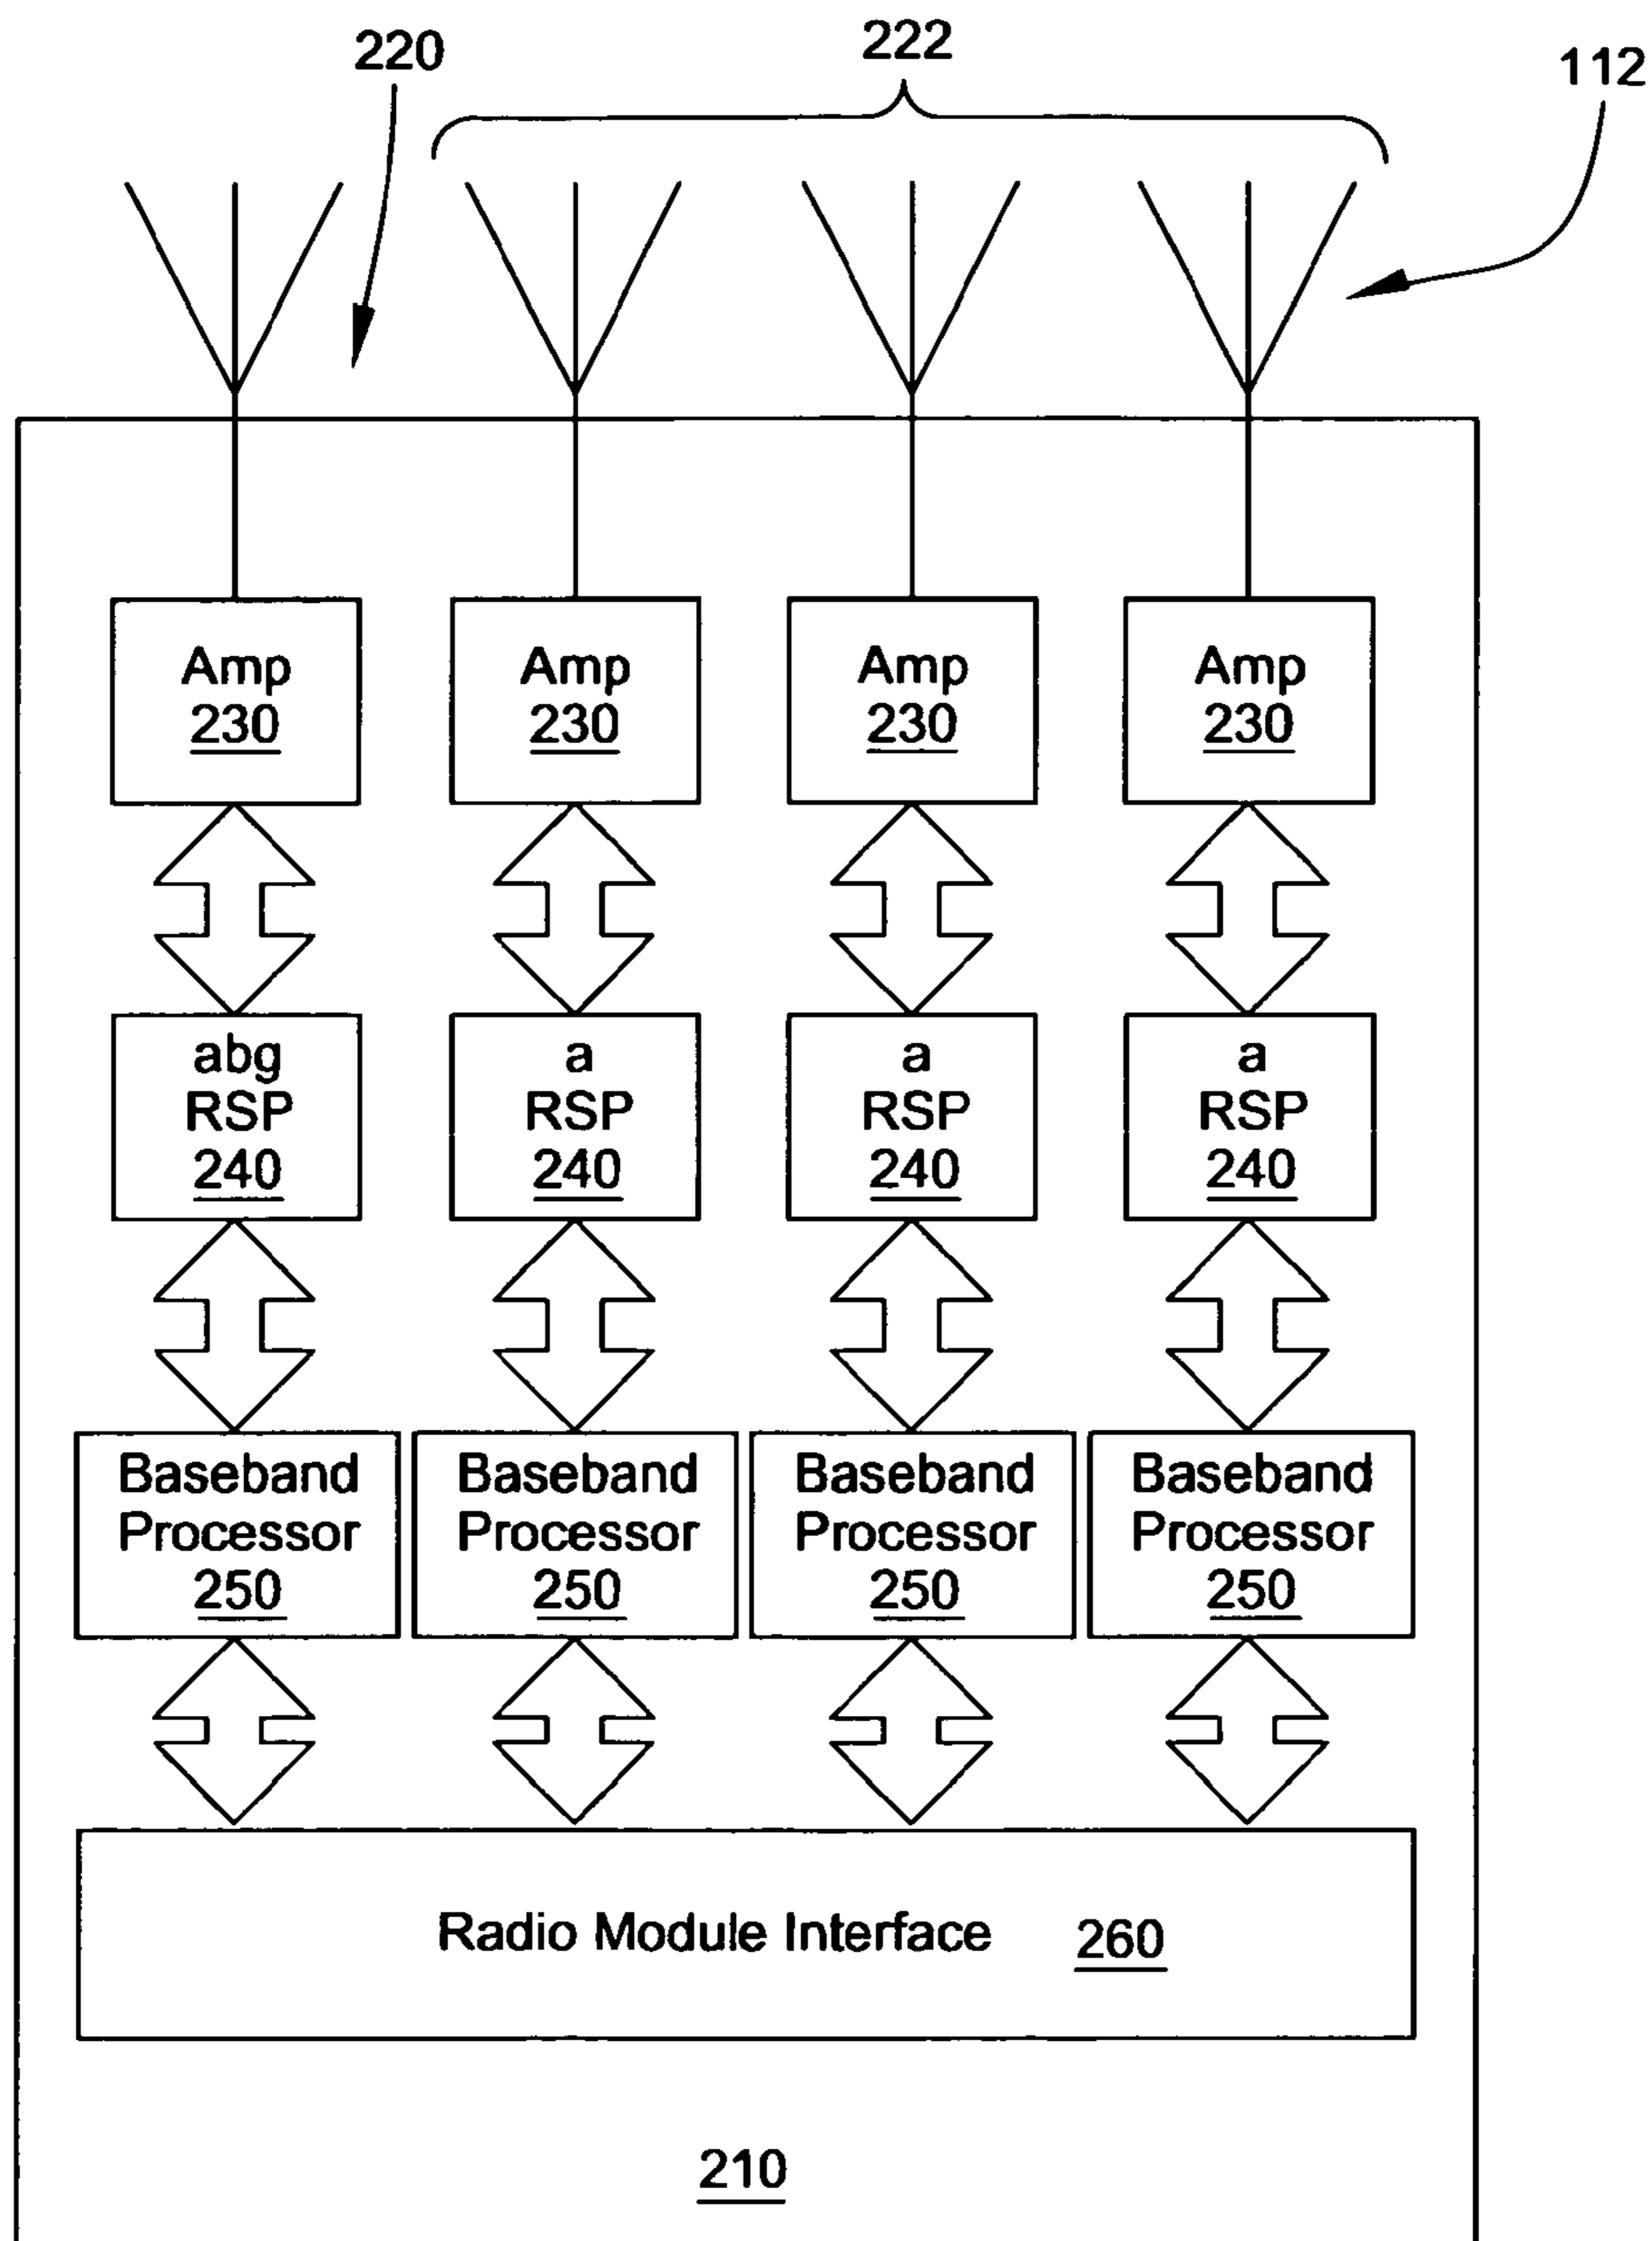 220
222
112
Amp
230
Amp
230
Amp
230
Amp
230
abg
RSP
240
a
RSP
240
a
RSP
240
a
RSP
240
Baseband
Processor
250
Baseband
Processor
250
Baseband
Processor
250
Baseband
Processor
250
Radio Module Interface 260
210